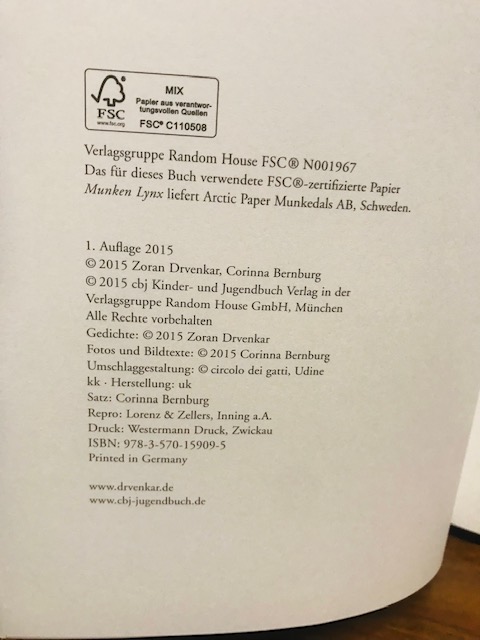 FSC
www.fsc.org
MIX
Papier aus verantwor-
tungsvollen Quellen
FSC® C110508
Verlagsgruppe Random House FSC® N001967
Das für dieses Buch verwendete FSC®-zertifizierte Papier
Munken Lynx liefert Arctic Paper Munkedals AB, Schweden.
1. Auflage 2015
© 2015 Zoran Drvenkar, Corinna Bernburg
© 2015 cbj Kinder- und Jugendbuch Verlag in der
Verlagsgruppe Random House GmbH, München
Alle Rechte vorbehalten
Gedichte: © 2015 Zoran Drvenkar
Fotos und Bildtexte: © 2015 Corinna Bernburg
Umschlaggestaltung: © circolo dei gatti, Udine
kk · Herstellung: uk
Satz: Corinna Bernburg
Repro: Lorenz & Zellers, Inning a.A.
Druck: Westermann Druck, Zwickau
ISBN: 978-3-570-15909-5
Printed in Germany
www.drvenkar.de
www.cbj-jugendbuch.de